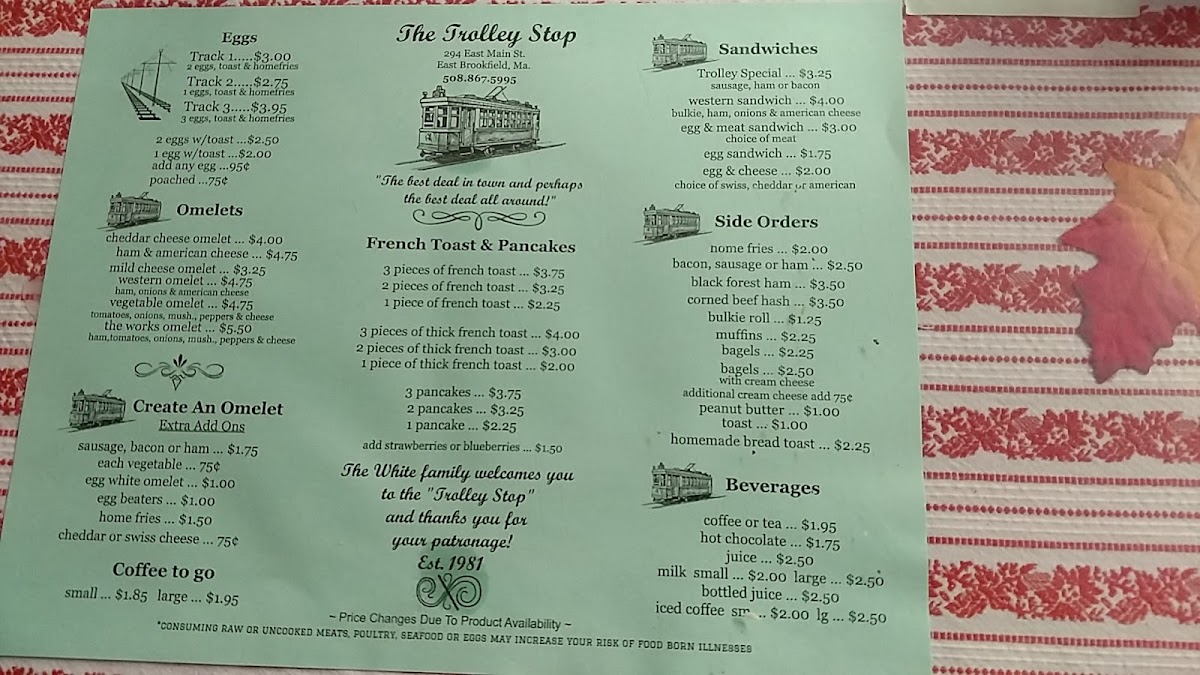 Eggs
Track 1.....$3.00
2 eggs, toast & homefries
Track 2.....$2.75
1 eggs, toast & homefries
Track 3.....$3.95
3 eggs, toast & homefries
2 eggs w/toast ...$2.50
1 egg w/toast ...$2.00
add any egg ...95¢
poached ...75¢
Omelets
cheddar cheese omelet ... $4.00
ham & american cheese ... $4.75
mild cheese omelet ... $3.25
western omelet ... $4.75
ham, onions & american cheese
vegetable omelet ... $4.75
tomatoes, onions, mush., peppers & cheese
the works omelet ... $5.50
ham,tomatoes, onions, mush., peppers & cheese
Create An Omelet
Extra Add Ons
sausage, bacon or ham ... $1.75
each vegetable ... 75¢
egg white omelet ... $1.00
egg beaters ... $1.00
home fries ... $1.50
cheddar or swiss cheese ... 75¢
Coffee to go
small ... $1.85 large ... $1.95
The Trolley Stop
294 East Main St.
East Brookfield, Ma.
508.867.5995
"The best deal in town and perhaps
the best deal all around!"
French Toast & Pancakes
3 pieces of french toast ... $3.75
2 pieces of french toast ... $3.25
1 piece of french toast ... $2.25
3 pieces of thick french toast ... $4.00
2 pieces of thick french toast ... $3.00
1 piece of thick french toast ... $2.00
3 pancakes ... $3.75
2 pancakes ... $3.25
1 pancake ... $2.25
add strawberries or blueberries ... $1.50
The White family welcomes you
to the "Trolley Stop"
and thanks you for
your patronage!
Est. 1981
Sandwiches
Trolley Special ... $3.25
sausage, ham or bacon
western sandwich ... $4.00
bulkie, ham, onions & american cheese
egg & meat sandwich ... $3.00
choice of meat
egg sandwich ... $1.75
egg & cheese ... $2.00
choice of swiss, cheddar or american
Side Orders
home fries ... $2.00
bacon, sausage or ham ... $2.50
black forest ham ... $3.50
corned beef hash ... $3.50
bulkie roll ... $1.25
muffins ... $2.25
bagels ... $2.25
bagels ... $2.50
with cream cheese
additional cream cheese add 75¢
peanut butter ... $1.00
toast ... $1.00
homemade bread toast ... $2.25
Beverages
coffee or tea ... $1.95
hot chocolate ... $1.75
juice ... $2.50
milk small ... $2.00 large ... $2.50
bottled juice ... $2.50
iced coffee sm ... $2.00 lg ... $2.50
~ Price Changes Due To Product Availability ~
*CONSUMING RAW OR UNCOOKED MEATS, POULTRY, SEAFOOD OR EGGS MAY INCREASE YOUR RISK OF FOOD BORN ILLNESSES